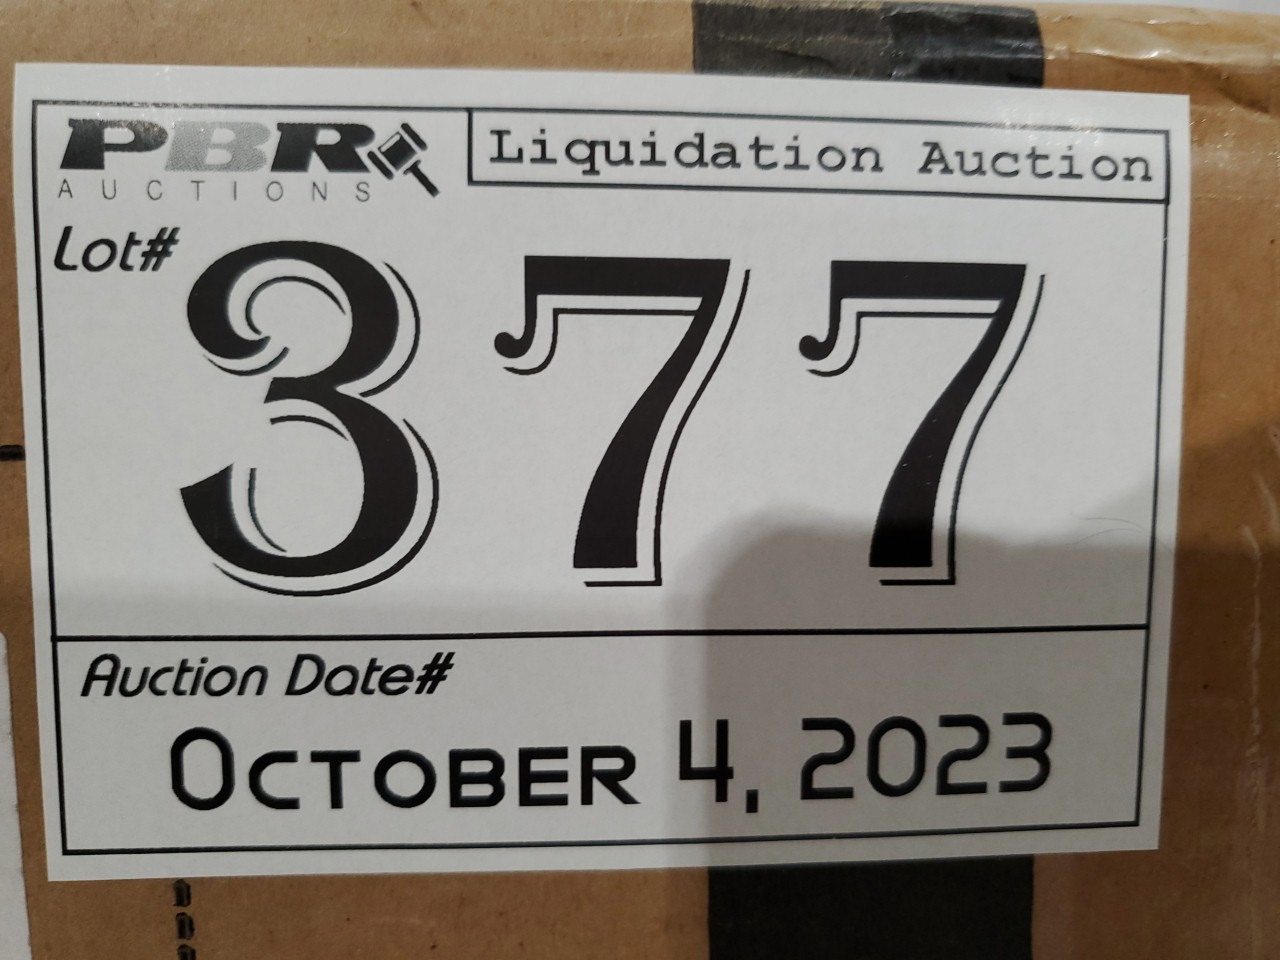 PBR
AUCTIONS
Liquidation Auction
Lot#
377
Auction Date#
October 4, 2023